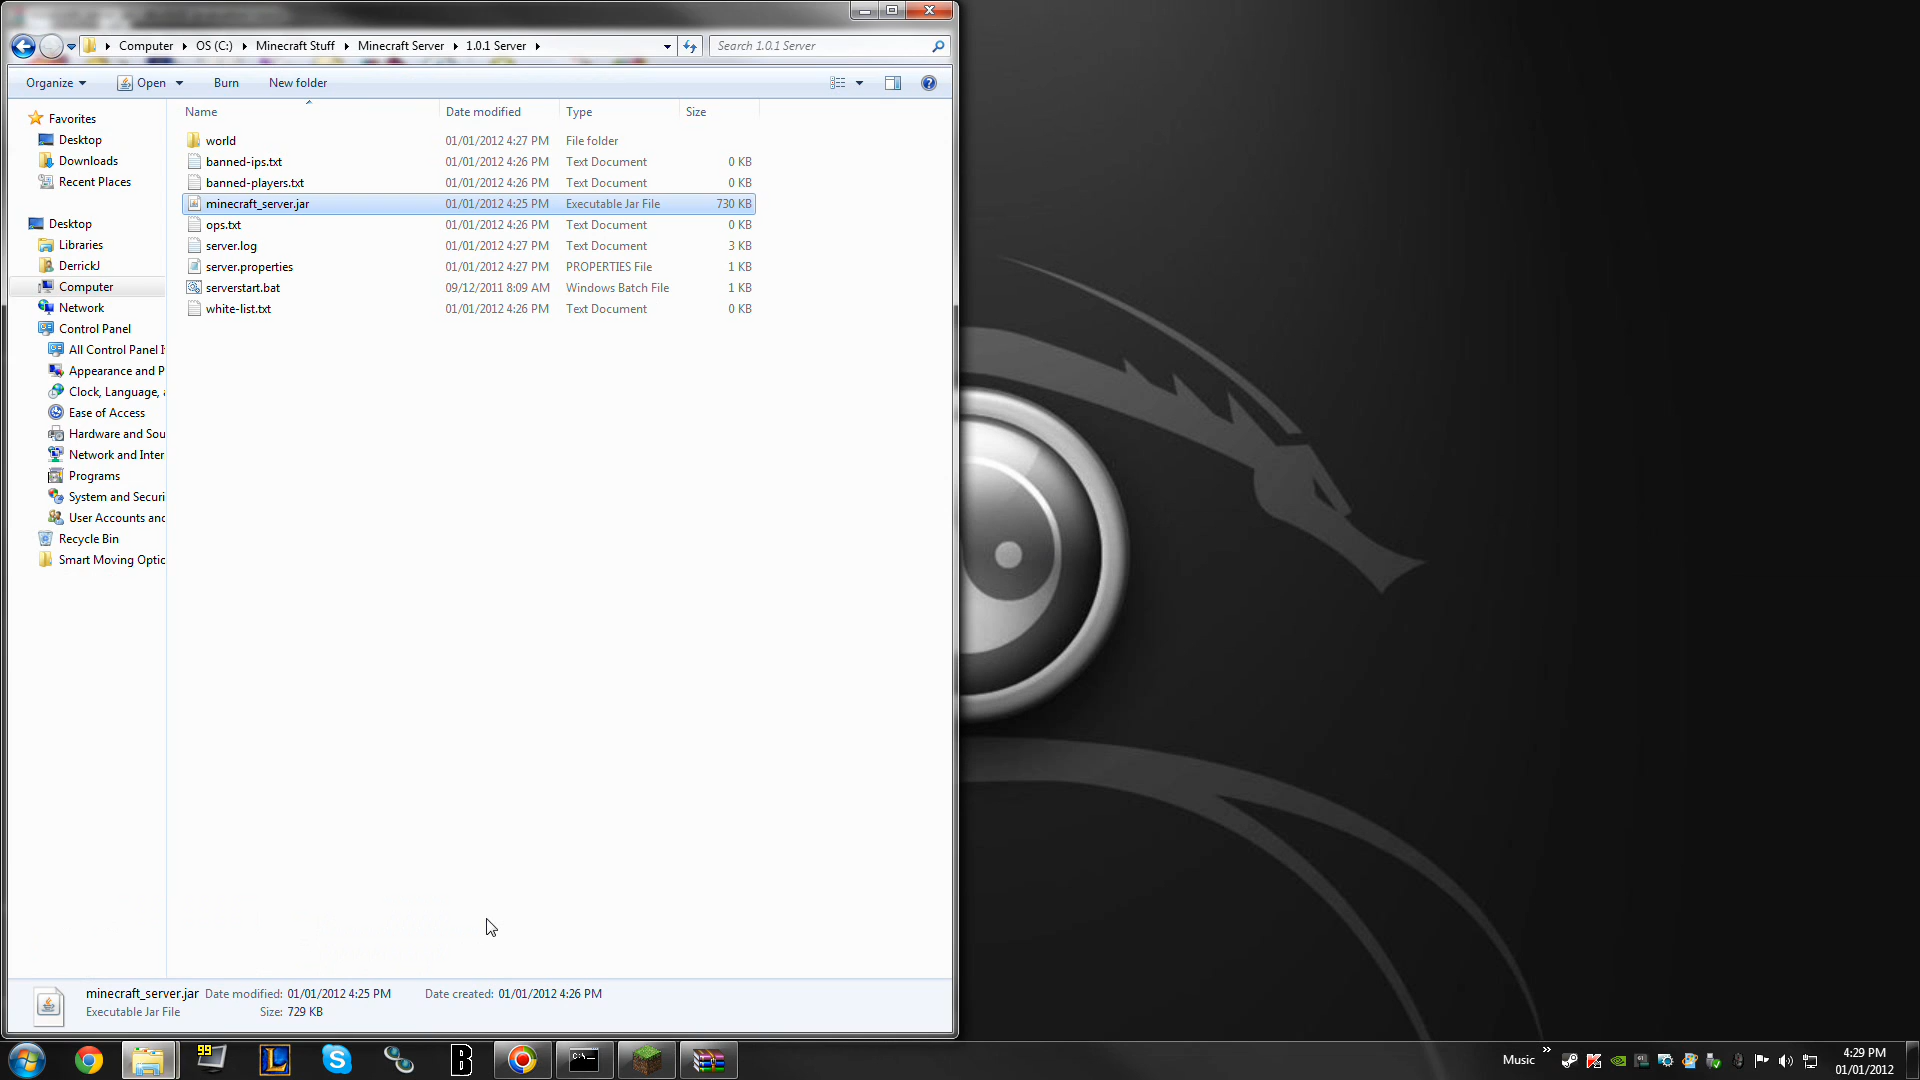 Computer OS (C:) Minecraft Stuff Minecraft Server 1.0.1 Server
Search 1.0.1 Server
Organize Open Burn New folder
Name Date modified Type Size
Favorites
Desktop
Downloads
Recent Places
Desktop
Libraries
DerrickJ
Computer
Network
Control Panel
All Control Panel I
Appearance and P
Clock, Language, a
Ease of Access
Hardware and Sou
Network and Inter
Programs
System and Securi
User Accounts and
Recycle Bin
Smart Moving Optic
world 01/01/2012 4:27 PM File folder
banned-ips.txt 01/01/2012 4:26 PM Text Document 0 KB
banned-players.txt 01/01/2012 4:26 PM Text Document 0 KB
minecraft_server.jar 01/01/2012 4:25 PM Executable Jar File 730 KB
ops.txt 01/01/2012 4:26 PM Text Document 0 KB
server.log 01/01/2012 4:27 PM Text Document 3 KB
server.properties 01/01/2012 4:27 PM PROPERTIES File 1 KB
serverstart.bat 09/12/2011 8:09 AM Windows Batch File 1 KB
white-list.txt 01/01/2012 4:26 PM Text Document 0 KB
minecraft_server.jar Date modified: 01/01/2012 4:25 PM Date created: 01/01/2012 4:26 PM
Executable Jar File Size: 729 KB
99
L
S
B
C:\
Music
4:29 PM
01/01/2012